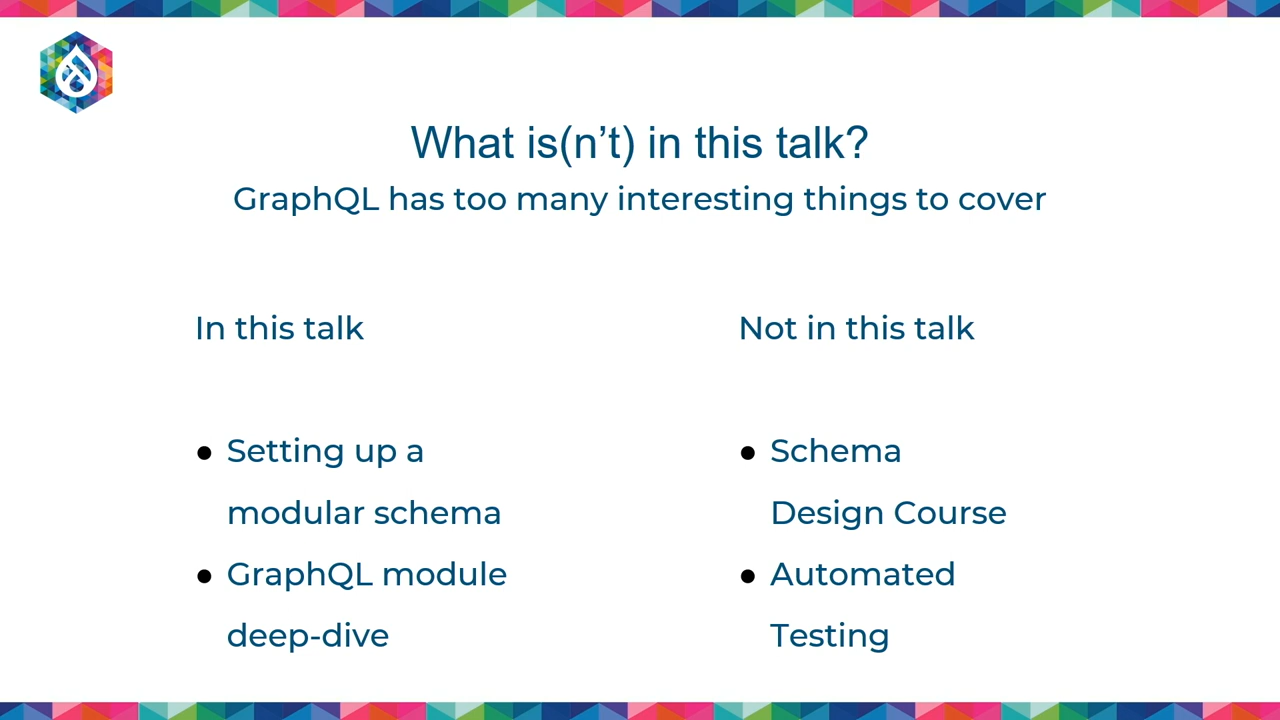 What is(n’t) in this talk?
GraphQL has too many interesting things to cover
In this talk
● Setting up a
modular schema
● GraphQL module
deep-dive
Not in this talk
● Schema
Design Course
● Automated
Testing